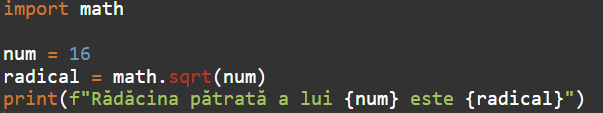 import math
num = 16
radical = math.sqrt(num)
print(f"Rădăcina pătrată a lui {num} este {radical}")